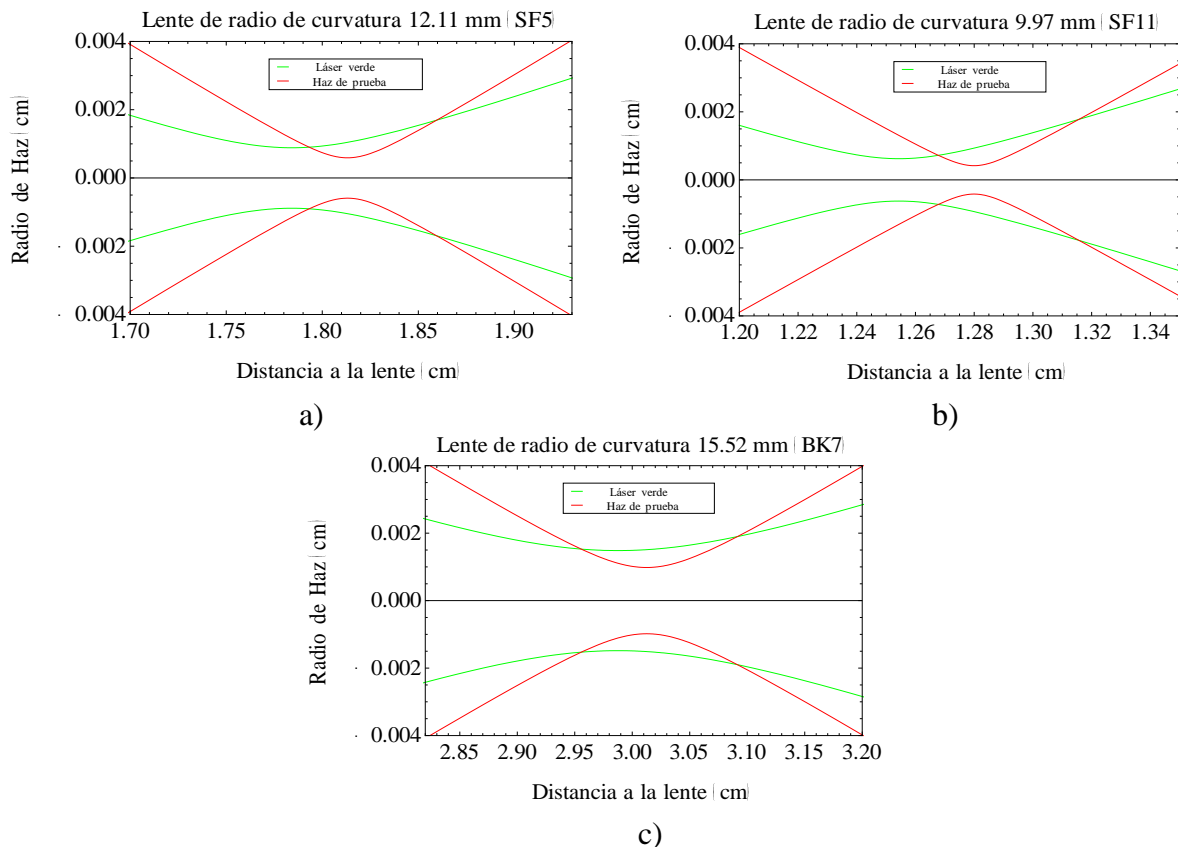 Lente de radio de curvatura 12.11 mm (SF5)
0.004
0.002
0.000
0.002
0.004
Radio de Haz (cm)
Láser verde
Haz de prueba
1.70 1.75 1.80 1.85 1.90
Distancia a la lente (cm)
a)
Lente de radio de curvatura 9.97 mm (SF11)
0.004
0.002
0.000
0.002
0.004
Radio de Haz (cm)
Láser verde
Haz de prueba
1.20 1.22 1.24 1.26 1.28 1.30 1.32 1.34
Distancia a la lente (cm)
b)
Lente de radio de curvatura 15.52 mm (BK7)
0.004
0.002
0.000
0.002
0.004
Radio de Haz (cm)
Láser verde
Haz de prueba
2.85 2.90 2.95 3.00 3.05 3.10 3.15 3.20
Distancia a la lente (cm)
c)